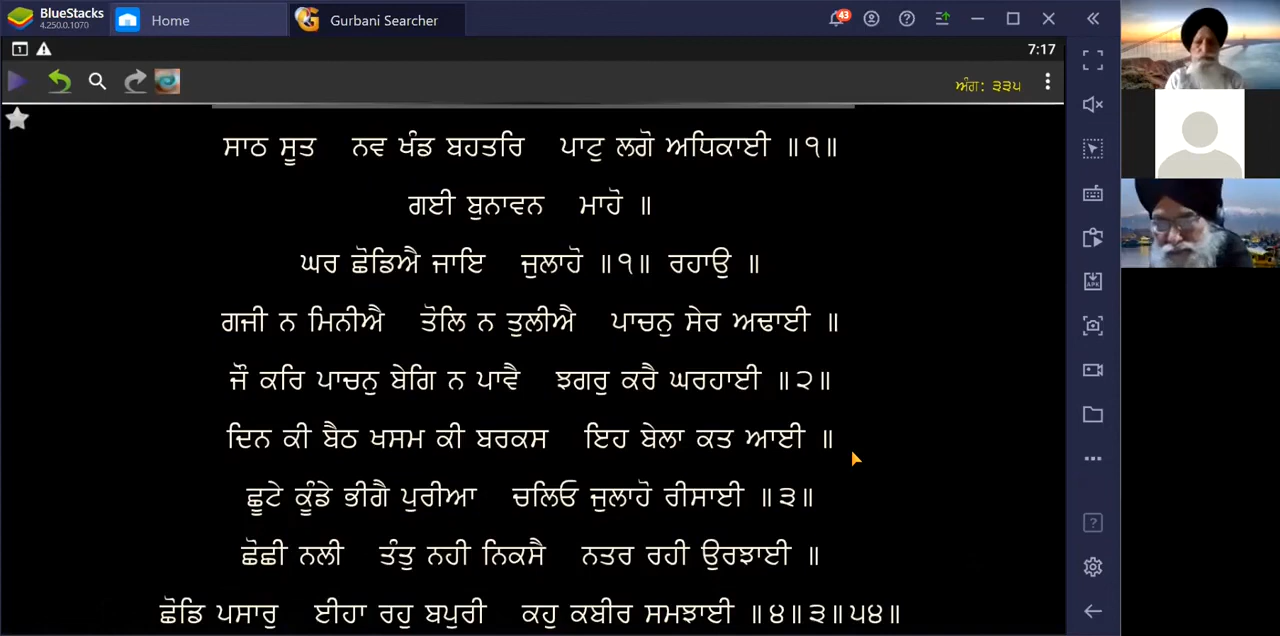 BlueStacks
4.250.0.1070
Home
Gurbani Searcher
43
1
7:17
ਅੰਗ: ੩੩੫
ਸਾਠ ਸੂਤ ਨਵ ਖੰਡ ਬਹਤਰਿ ਪਾਟੁ ਲਗੋ ਅਧਿਕਾਈ ॥੧॥
ਗਈ ਬੁਨਾਵਨ ਮਾਹੋ ॥
ਘਰ ਛੋਡਿਐ ਜਾਇ ਜੁਲਾਹੋ ॥੧॥ ਰਹਾਉ ॥
ਗਜੀ ਨ ਮਿਨੀਐ ਤੋਲਿ ਨ ਤੁਲੀਐ ਪਾਚਨੁ ਸੇਰ ਅਢਾਈ ॥
ਜੌ ਕਰਿ ਪਾਚਨੁ ਬੇਗਿ ਨ ਪਾਵੈ ਝਗਰੁ ਕਰੈ ਘਰਹਾਈ ॥੨॥
ਦਿਨ ਕੀ ਬੈਠ ਖਸਮ ਕੀ ਬਰਕਸ ਇਹ ਬੇਲਾ ਕਤ ਆਈ ॥
ਛੂਟੇ ਕੂੰਡੇ ਭੀਗੈ ਪੁਰੀਆ ਚਲਿਓ ਜੁਲਾਹੋ ਰੀਸਾਈ ॥੩॥
ਛੋਛੀ ਨਲੀ ਤੰਤੁ ਨਹੀ ਨਿਕਸੈ ਨਤਰ ਰਹੀ ਉਰਝਾਈ ॥
ਛੋਡਿ ਪਸਾਰੁ ਈਹਾ ਰਹੁ ਬਪੁਰੀ ਕਹੁ ਕਬੀਰ ਸਮਝਾਈ ॥੪॥੩॥੫੪॥